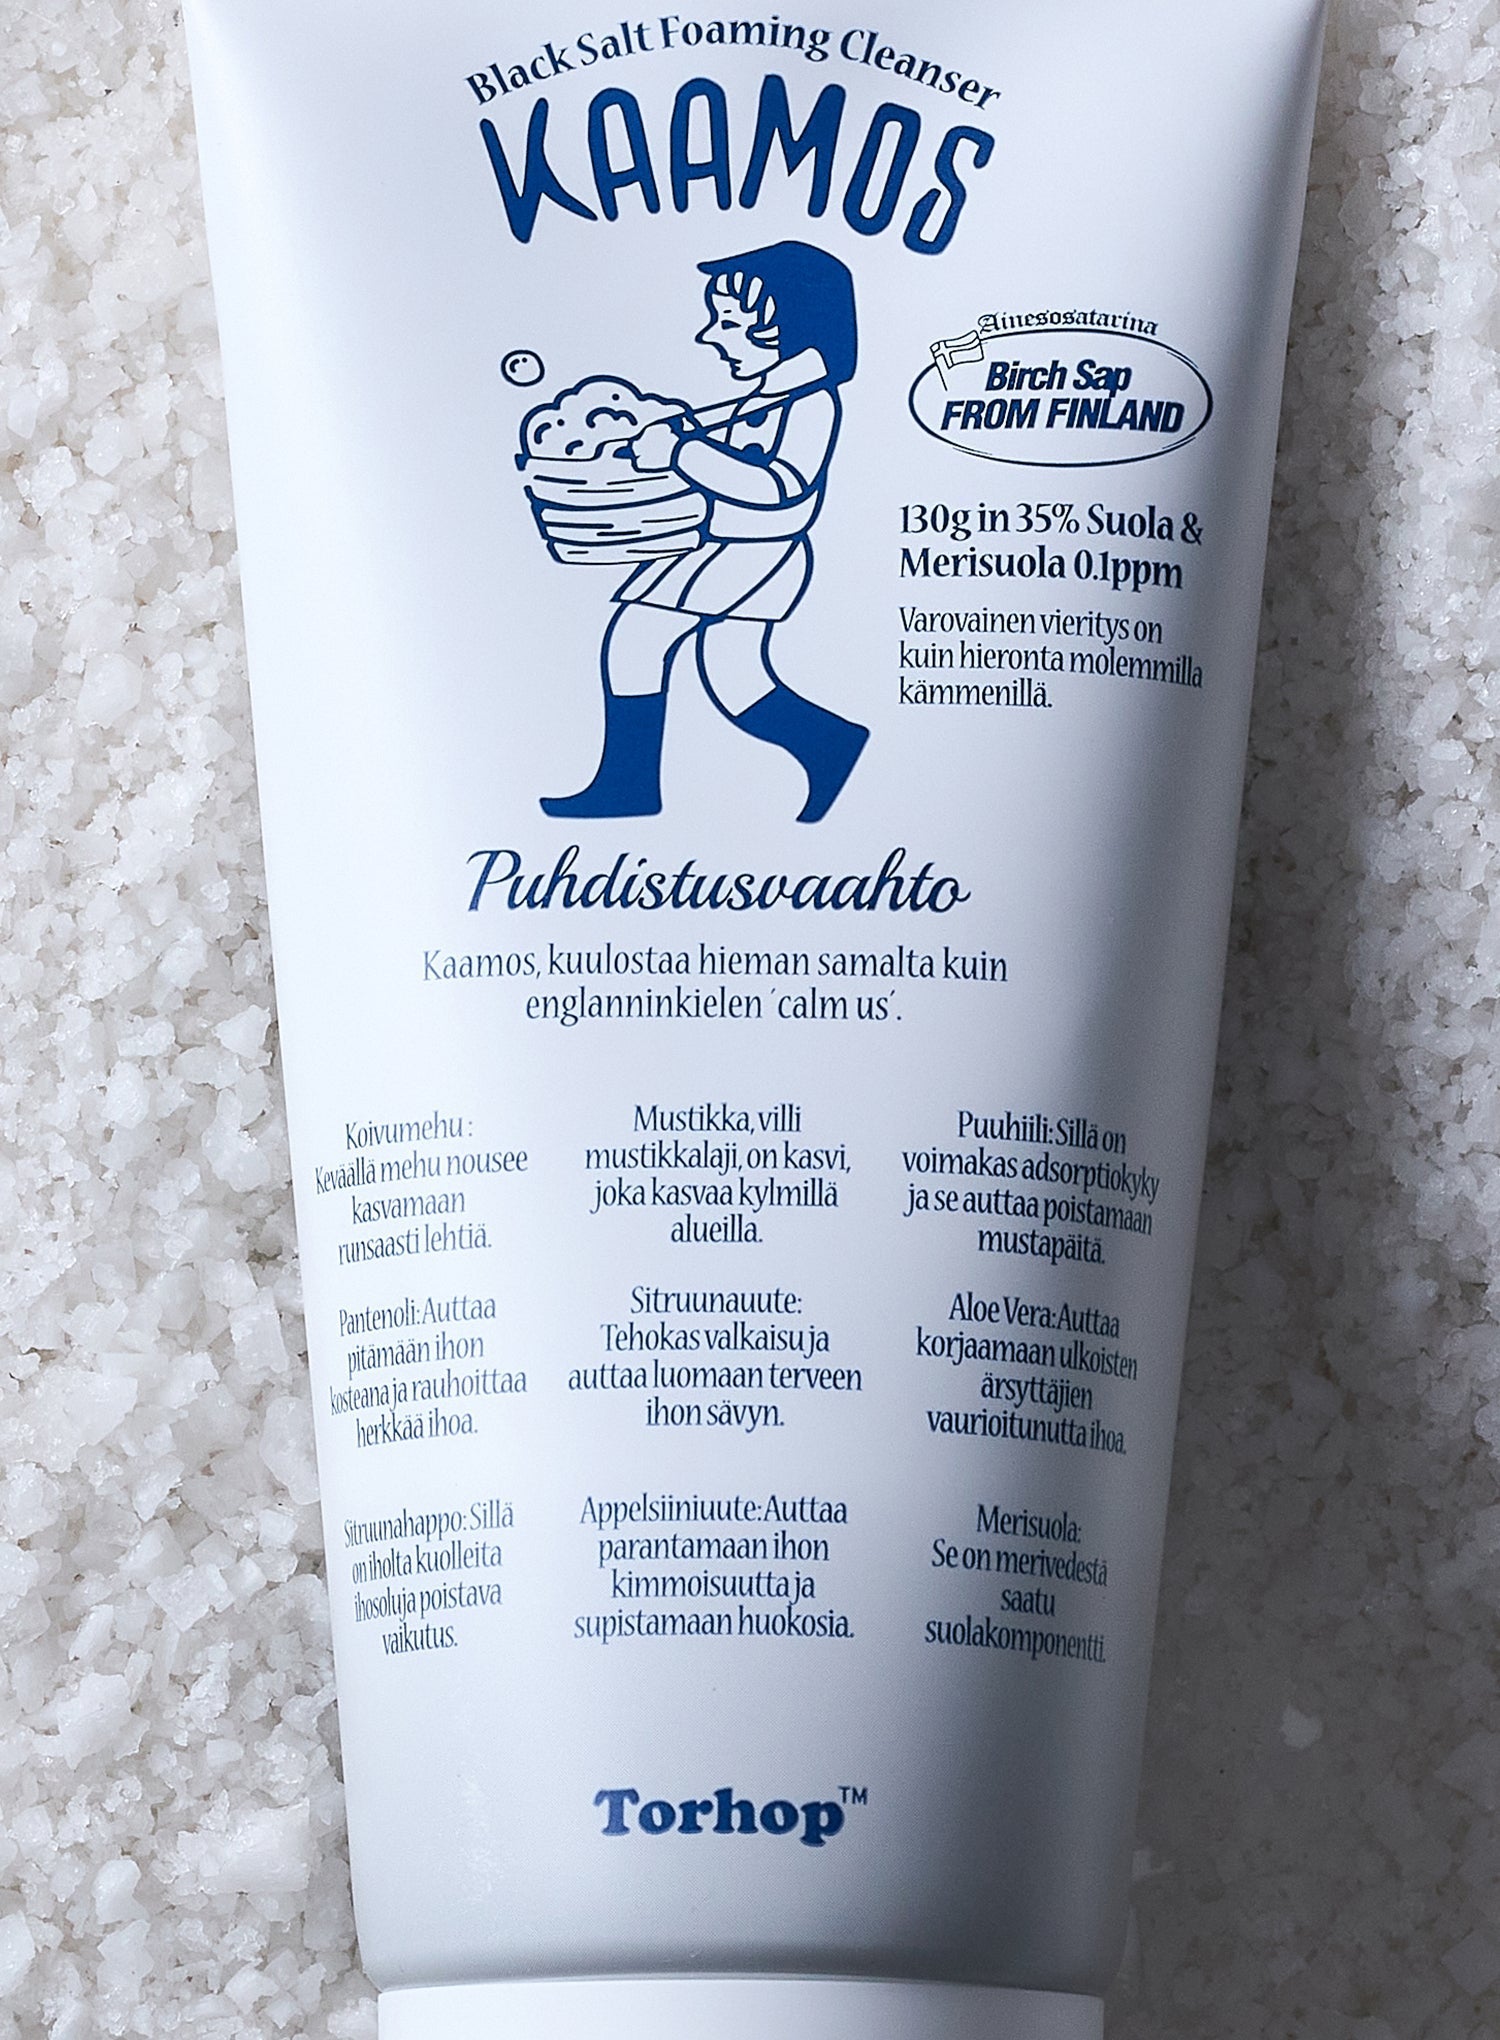 Black Salt Foaming Cleanser
KAAMOS
Ainesosatarina
Birch Sap
FROM FINLAND
130g in 35% Suola &
Merisuola 0.1ppm
Varovainen vieritys on
kuin hieronta molemmilla
kämmenillä.
Puhdistusvaahto
Kaamos, kuulostaa hieman samalta kuin
englanninkielen ´calm us´.
Koivumehu :
Keväällä mehu nousee
kasvamaan
runsaasti lehtiä.
Mustikka, villi
mustikkalaji, on kasvi,
joka kasvaa kylmillä
alueilla.
Puuhiili: Sillä on
voimakas adsorptiokyky
ja se auttaa poistamaan
mustapäitä.
Pantenoli: Auttaa
pitämään ihon
kosteana ja rauhoittaa
herkkää ihoa.
Sitruunauute:
Tehokas valkaisu ja
auttaa luomaan terveen
ihon sävyn.
Aloe Vera: Auttaa
korjaamaan ulkoisten
ärsyttäjien
vaurioitunutta ihoa.
Sitruunahappo: Sillä
on iholta kuolleita
ihosoluja poistava
vaikutus.
Appelsiiniuute: Auttaa
parantamaan ihon
kimmoisuutta ja
supistamaan huokosia.
Merisuola:
Se on merivedestä
saatu
suolakomponentti.
Torhop™